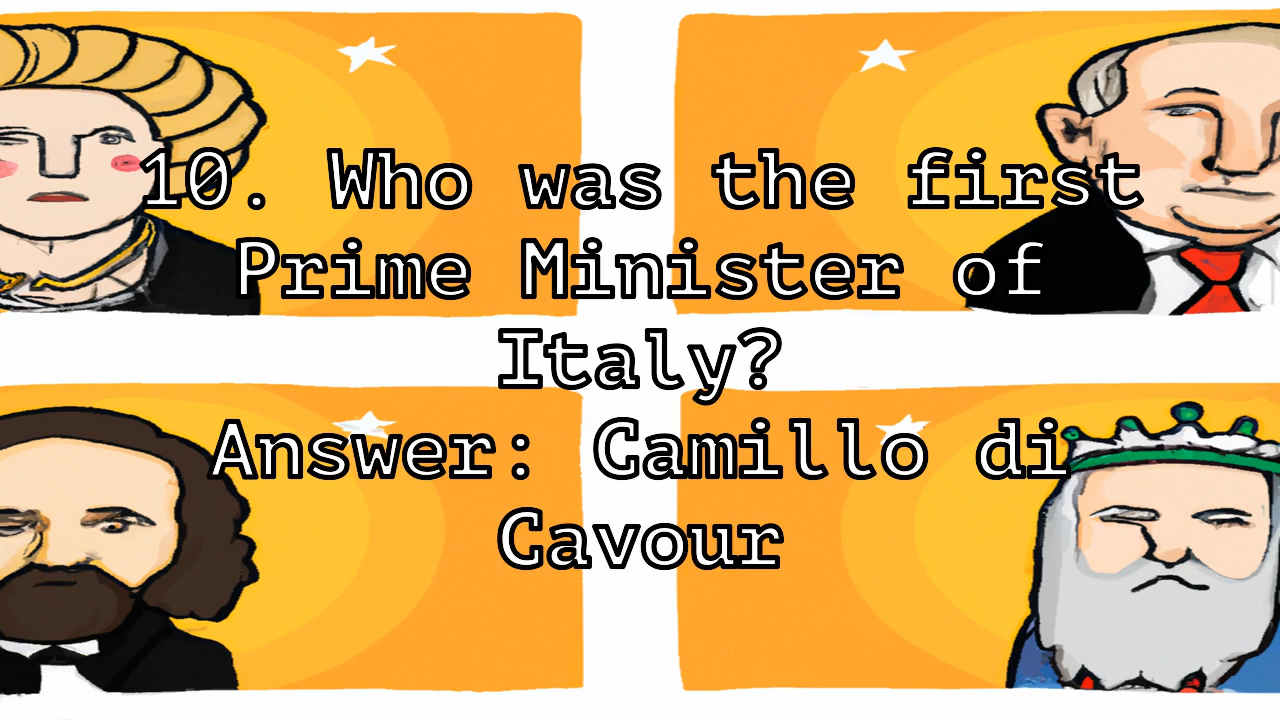 10. Who was the first
Prime Minister of
Italy?
Answer: Camillo di
Cavour